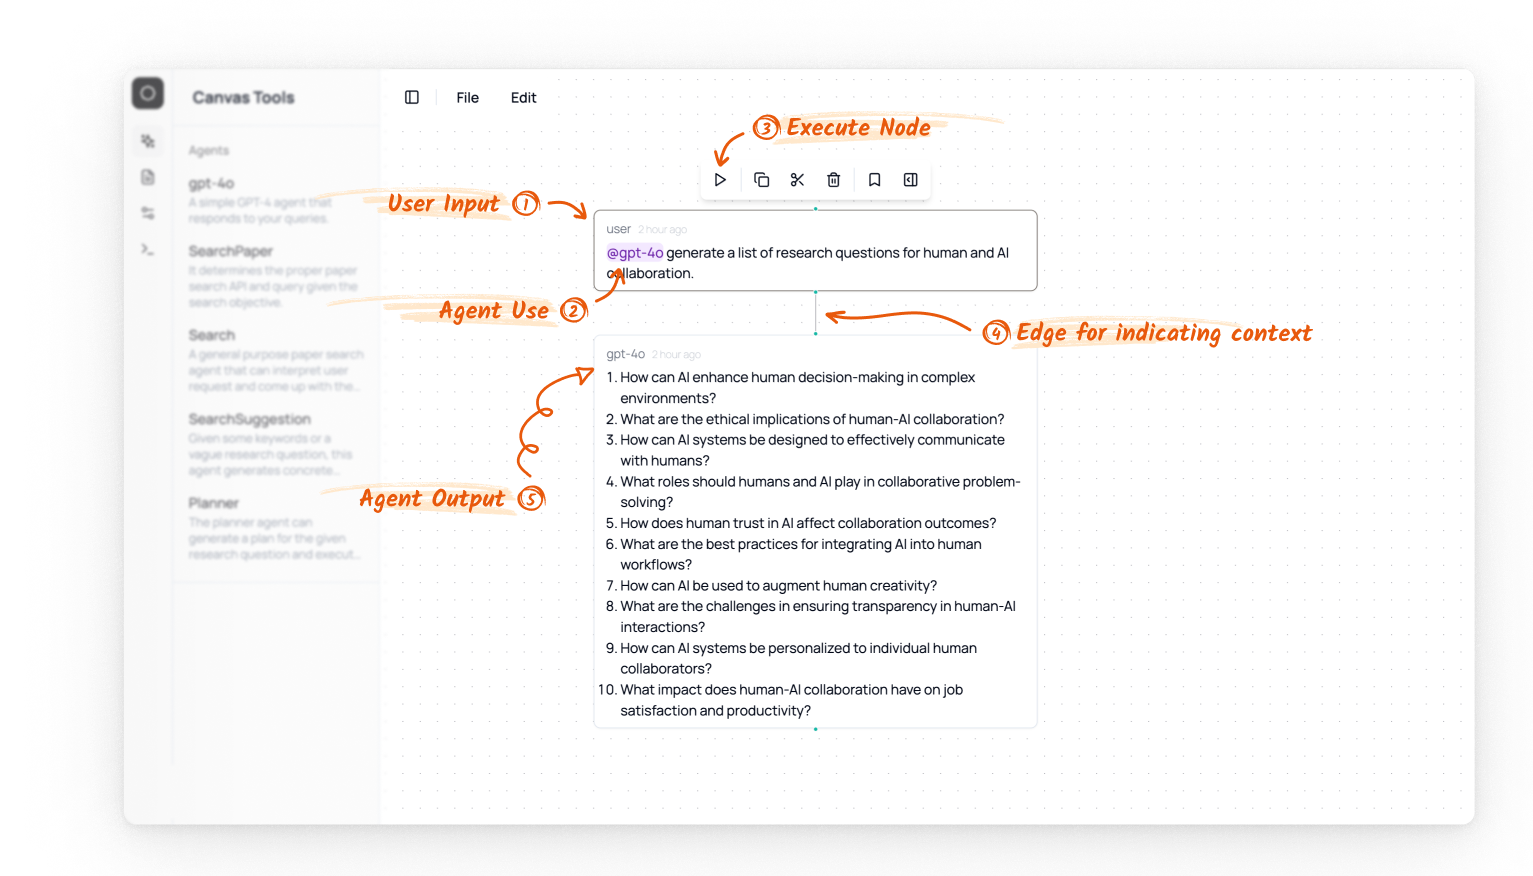 Canvas Tools
File
Edit
3 Execute Node
Agents
gpt-4o
A simple GPT-4 agent that
responds to your queries.
User Input 1
user 2 hour ago
@gpt-4o generate a list of research questions for human and AI
collaboration.
SearchPaper
It determines the proper paper
search API and query given the
search objective.
Agent Use 2
4 Edge for indicating context
Search
A general purpose paper search
agent that can interpret user
request and come up with the...
SearchSuggestion
Given some keywords or a
vague research question, this
agent generates concrete...
Agent Output 5
Planner
The planner agent can
generate a plan for the given
research question and execut...
gpt-4o 2 hour ago
1. How can AI enhance human decision-making in complex
environments?
2. What are the ethical implications of human-AI collaboration?
3. How can AI systems be designed to effectively communicate
with humans?
4. What roles should humans and AI play in collaborative problem-
solving?
5. How does human trust in AI affect collaboration outcomes?
6. What are the best practices for integrating AI into human
workflows?
7. How can AI be used to augment human creativity?
8. What are the challenges in ensuring transparency in human-AI
interactions?
9. How can AI systems be personalized to individual human
collaborators?
10. What impact does human-AI collaboration have on job
satisfaction and productivity?